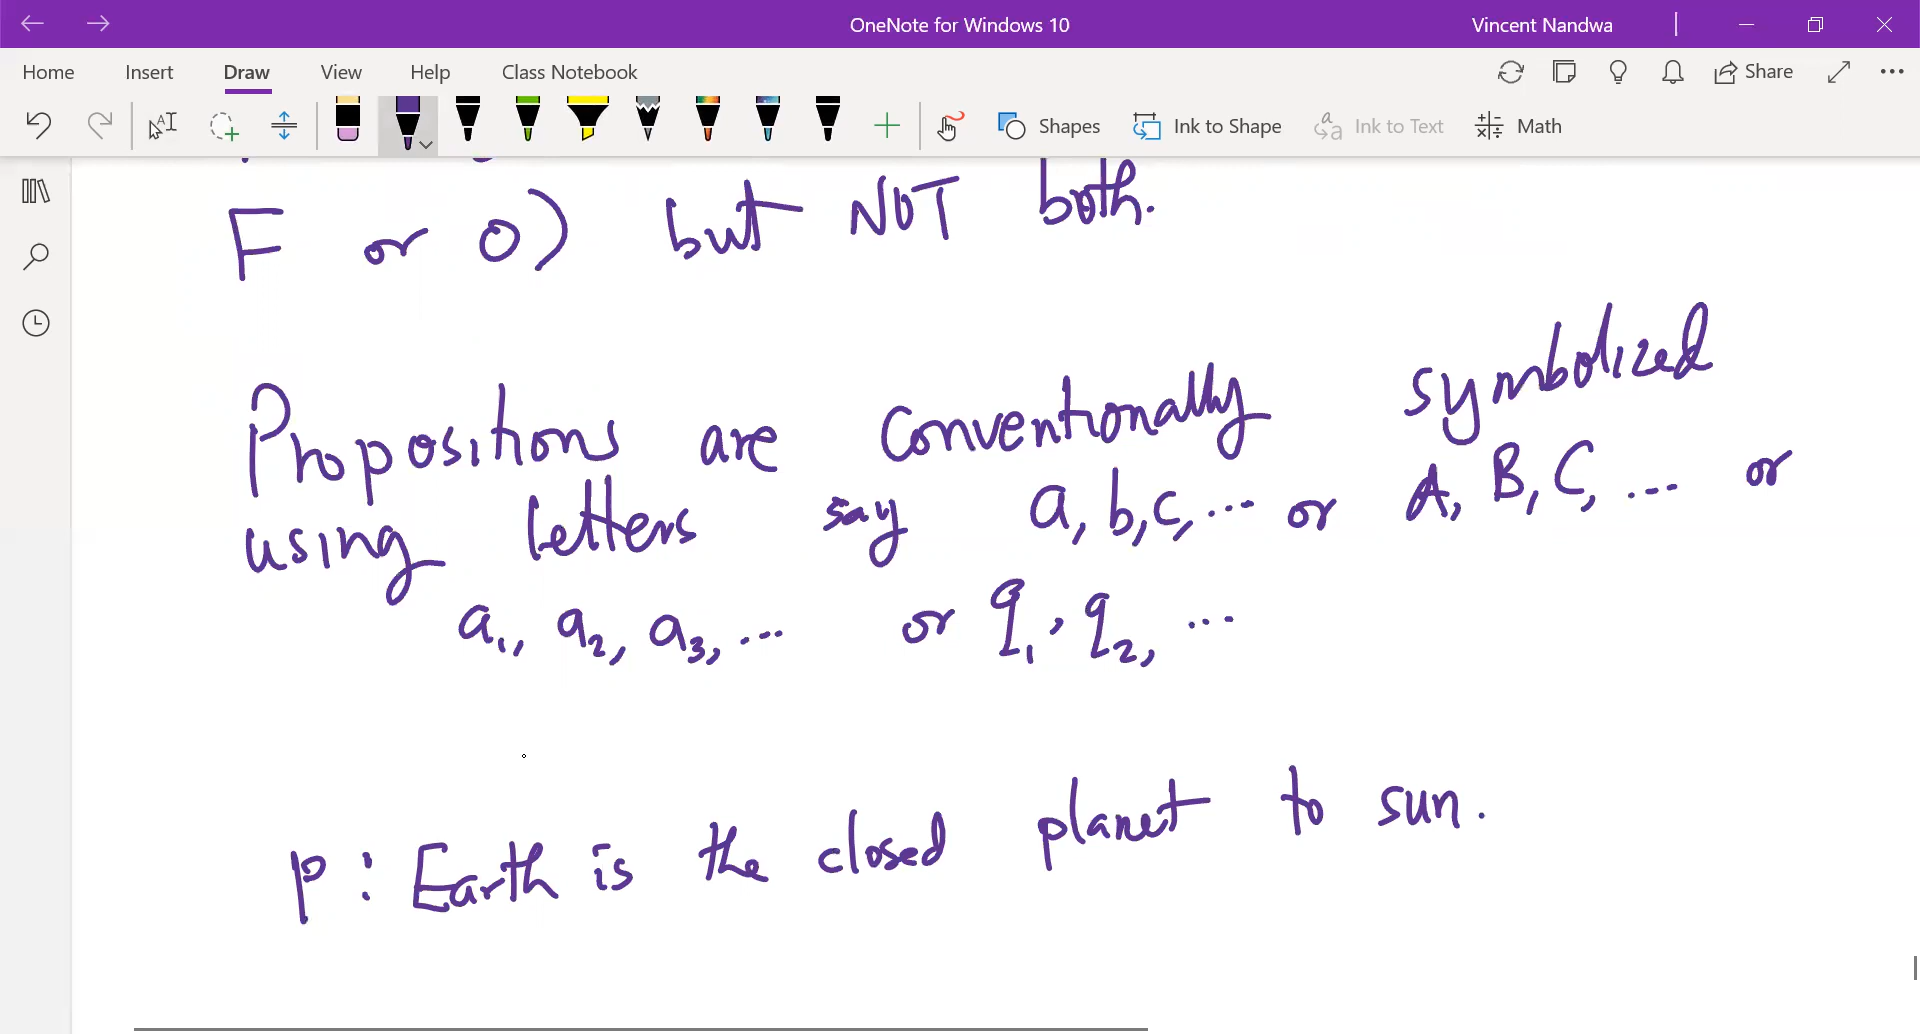 OneNote for Windows 10
Vincent Nandwa
Home Insert Draw View Help Class Notebook
Share
Shapes Ink to Shape Ink to Text Math
F or 0) but NOT both.
Propositions are conventionally symbolized
using letters say a, b, c, ... or A, B, C, ... or
a₁, a₂, a₃, ... or q₁, q₂, ...
p : Earth is the closed planet to sun.